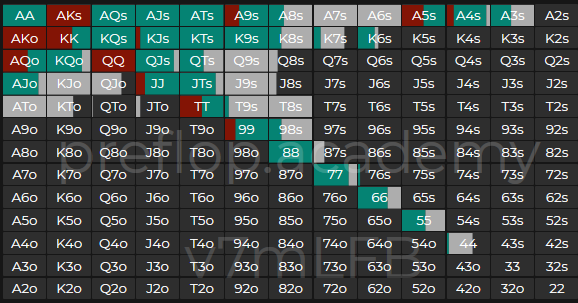 AA AKs AQs AJs ATs A9s A8s A7s A6s A5s A4s A3s A2s
AKo KK KQs KJs KTs K9s K8s K7s K6s K5s K4s K3s K2s
AQo KQo QQ QJs QTs Q9s Q8s Q7s Q6s Q5s Q4s Q3s Q2s
AJo KJo QJo JJ JTs J9s J8s J7s J6s J5s J4s J3s J2s
ATo KTo QTo JTo TT T9s T8s T7s T6s T5s T4s T3s T2s
A9o K9o Q9o J9o T9o 99 98s 97s 96s 95s 94s 93s 92s
A8o K8o Q8o J8o T8o 98o 88 87s 86s 85s 84s 83s 82s
preflop.academy
A7o K7o Q7o J7o T7o 97o 87o 77 76s 75s 74s 73s 72s
A6o K6o Q6o J6o T6o 96o 86o 76o 66 65s 64s 63s 62s
A5o K5o Q5o J5o T5o 95o 85o 75o 65o 55 54s 53s 52s
A4o K4o Q4o J4o T4o 94o 84o 74o 64o 54o 44 43s 42s
v7mLFB
A3o K3o Q3o J3o T3o 93o 83o 73o 63o 53o 43o 33 32s
A2o K2o Q2o J2o T2o 92o 82o 72o 62o 52o 42o 32o 22